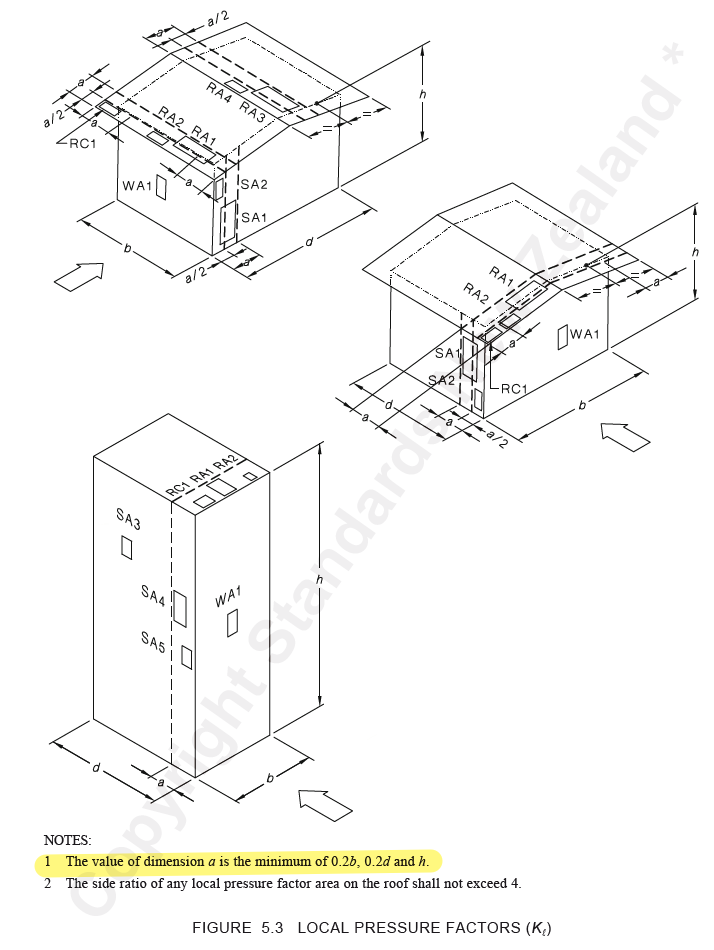 a/2
a
h
RA4
RA3
a
a/2
a
RA2
RA1
RC1
=
=
WA1
a
SA2
SA1
b
d
a/2
a
RA1
RA2
h
=
=
a
WA1
SA1
a
SA2
RC1
d
b
a
a
a/2
RC1 RA1 RA2
SA3
h
SA4
WA1
SA5
d
a
b
Copyright Standards New Zealand *
NOTES:
1 The value of dimension a is the minimum of 0.2b, 0.2d and h.
2 The side ratio of any local pressure factor area on the roof shall not exceed 4.
FIGURE 5.3 LOCAL PRESSURE FACTORS (Kℓ)